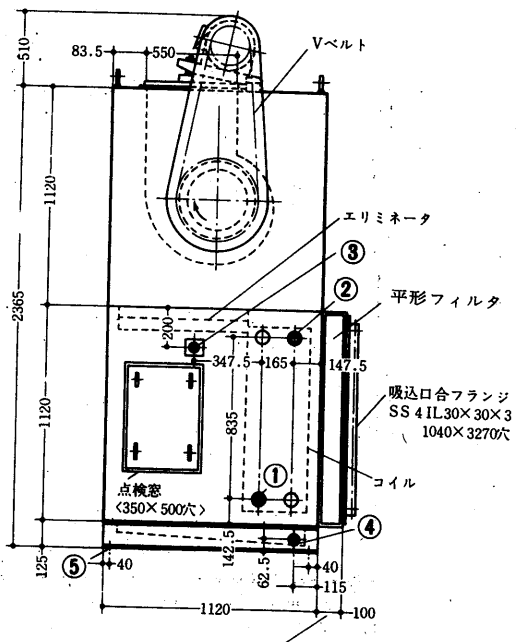 510
83.5
550
Vベルト
1120
エリミネータ
③
②
平形フィルタ
2365
200
347.5
165
147.5
吸込口合フランジ
SS 41L30×30×3
1040×3270穴
1120
835
①
コイル
点検窓
〈350×500穴〉
④
125
⑤
40
142.5
62.5
40
115
1120
100